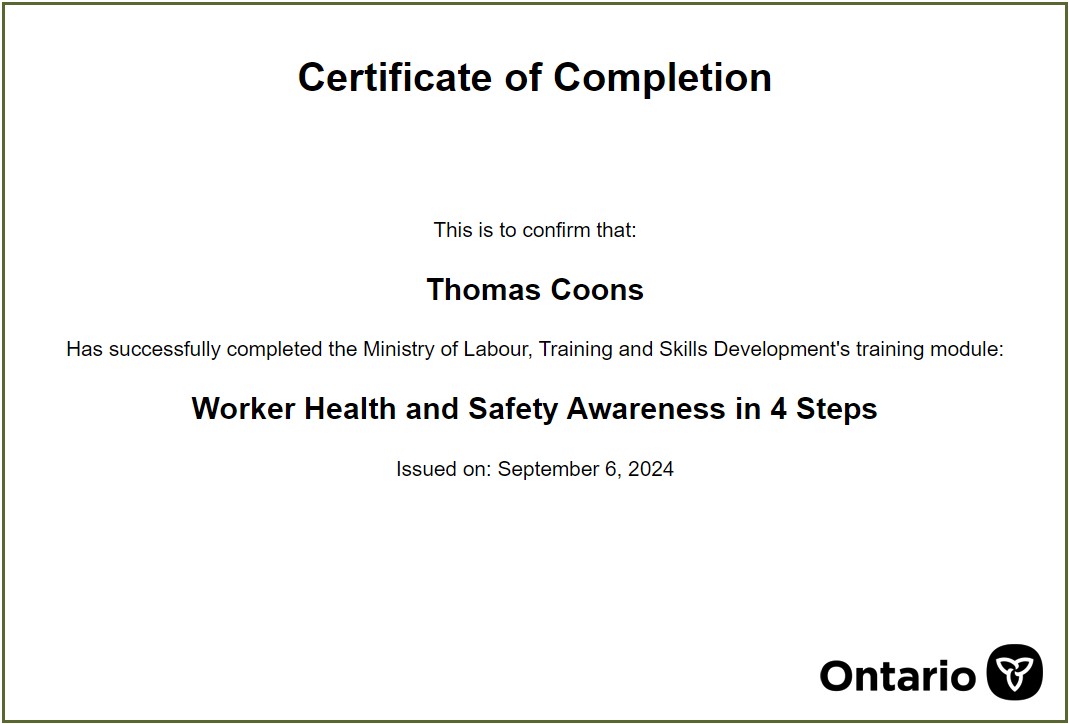 Certificate of Completion
This is to confirm that:
Thomas Coons
Has successfully completed the Ministry of Labour, Training and Skills Development's training module:
Worker Health and Safety Awareness in 4 Steps
Issued on: September 6, 2024
Ontario